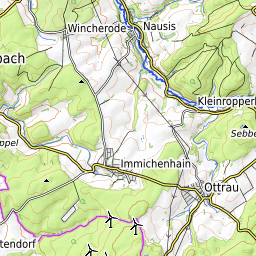 Nausis
Wincherode
bach
Kleinropperh
Sebbe
ppel
Immichenhain
Ottrau
tendorf